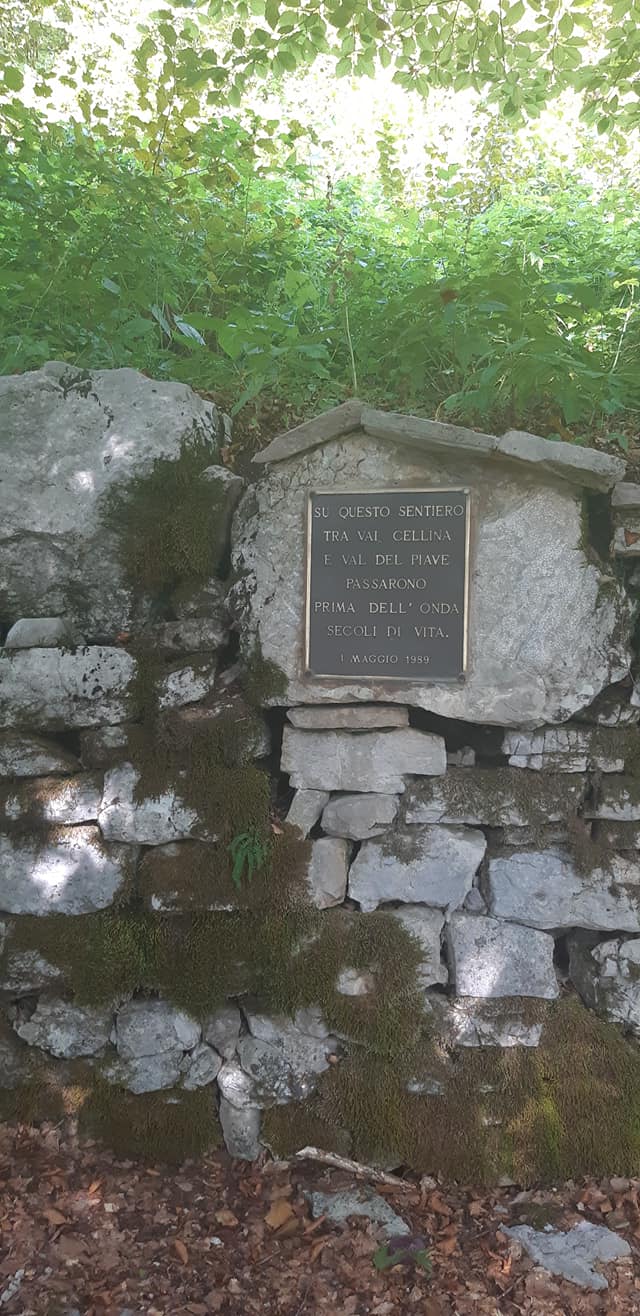 SU QUESTO SENTIERO
TRA VAL CELLINA
E VAL DEL PIAVE
PASSARONO
PRIMA DELL' ONDA
SECOLI DI VITA.
1 MAGGIO 1989